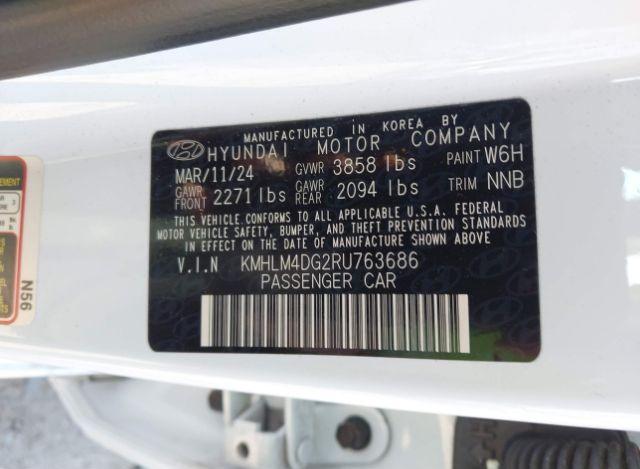 MANUFACTURED IN KOREA BY
HYUNDAI MOTOR COMPANY
MAR/11/24 GVWR 3858 lbs PAINT W6H
GAWR FRONT 2271 lbs GAWR REAR 2094 lbs TRIM NNB
THIS VEHICLE CONFORMS TO ALL APPLICABLE U.S.A. FEDERAL
MOTOR VEHICLE SAFETY, BUMPER, AND THEFT PREVENTION STANDARDS
IN EFFECT ON THE DATE OF MANUFACTURE SHOWN ABOVE
V.I.N KMHLM4DG2RU763686
PASSENGER CAR
N56